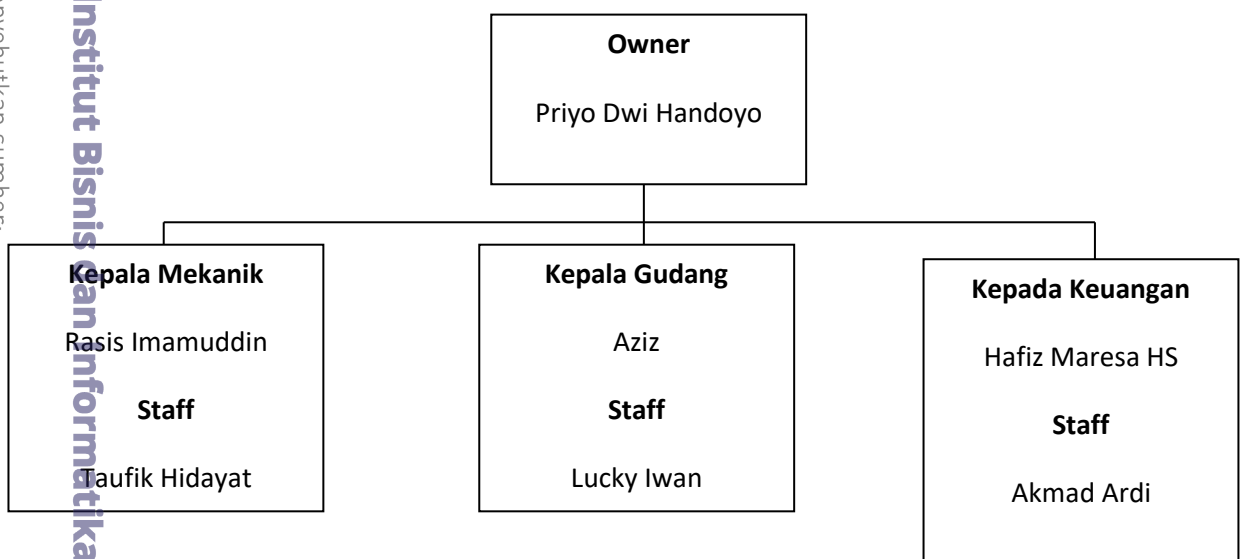 Owner
Priyo Dwi Handoyo
Kepala Mekanik
Rasis Imamuddin
Staff
Taufik Hidayat
Kepala Gudang
Aziz
Staff
Lucky Iwan
Kepada Keuangan
Hafiz Maresa HS
Staff
Akmad Ardi
Institut Bisnis dan Informatika
sumber: